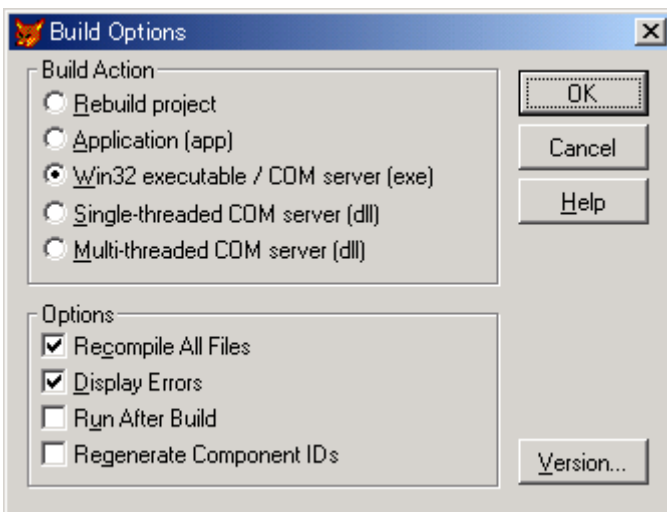 Build Options
Build Action
Rebuild project
Application (app)
Win32 executable / COM server (exe)
Single-threaded COM server (dll)
Multi-threaded COM server (dll)
OK
Cancel
Help
Options
Recompile All Files
Display Errors
Run After Build
Regenerate Component IDs
Version...